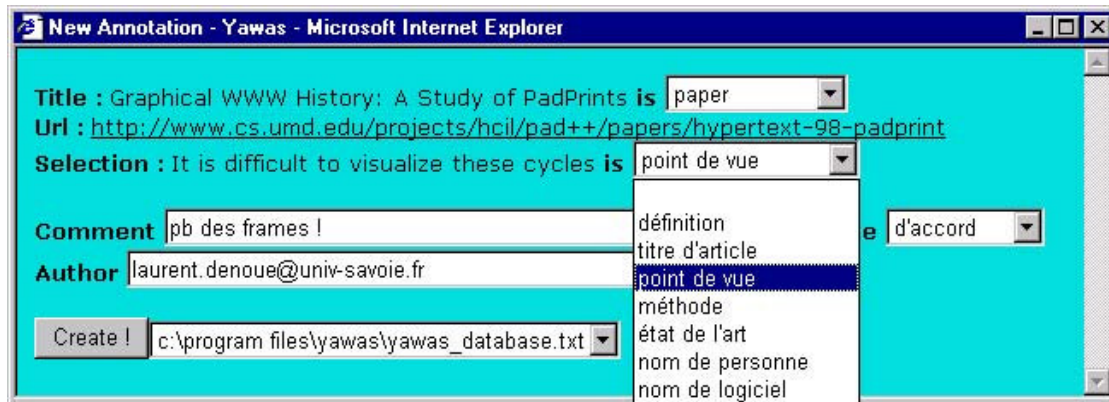 New Annotation - Yawas - Microsoft Internet Explorer
Title : Graphical WWW History: A Study of PadPrints is paper
Url : http://www.cs.umd.edu/projects/hcil/pad++/papers/hypertext-98-padprint
Selection : It is difficult to visualize these cycles is point de vue
définition
Comment pb des frames ! e d'accord
titre d'article
Author laurent.denoue@univ-savoie.fr
point de vue
méthode
Create ! c:\program files\yawas\yawas_database.txt
état de l'art
nom de personne
nom de logiciel